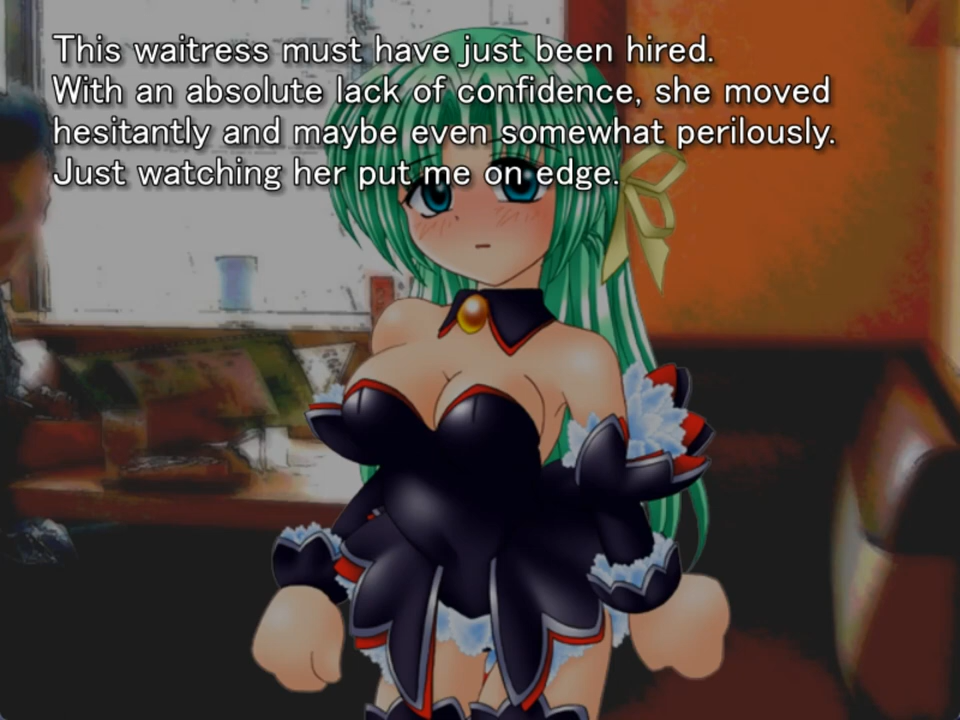 This waitress must have just been hired.
With an absolute lack of confidence, she moved
hesitantly and maybe even somewhat perilously.
Just watching her put me on edge.